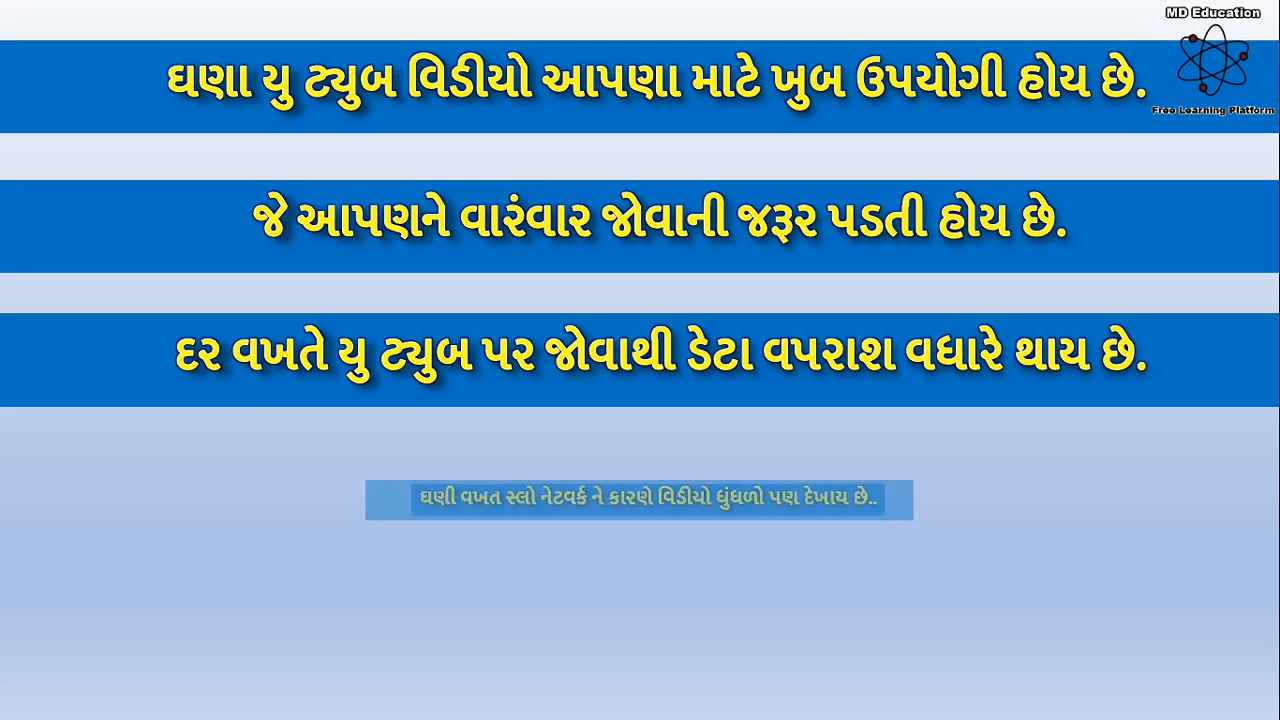 MD Education
Free Learning Platform
ઘણા યુ ટ્યુબ વિડીયો આપણા માટે ખુબ ઉપયોગી હોય છે.
જે આપણને વારંવાર જોવાની જરૂર પડતી હોય છે.
દર વખતે યુ ટ્યુબ પર જોવાથી ડેટા વપરાશ વધારે થાય છે.
ઘણી વખત સ્લો નેટવર્ક ને કારણે વિડીયો ધુંધળો પણ દેખાય છે..